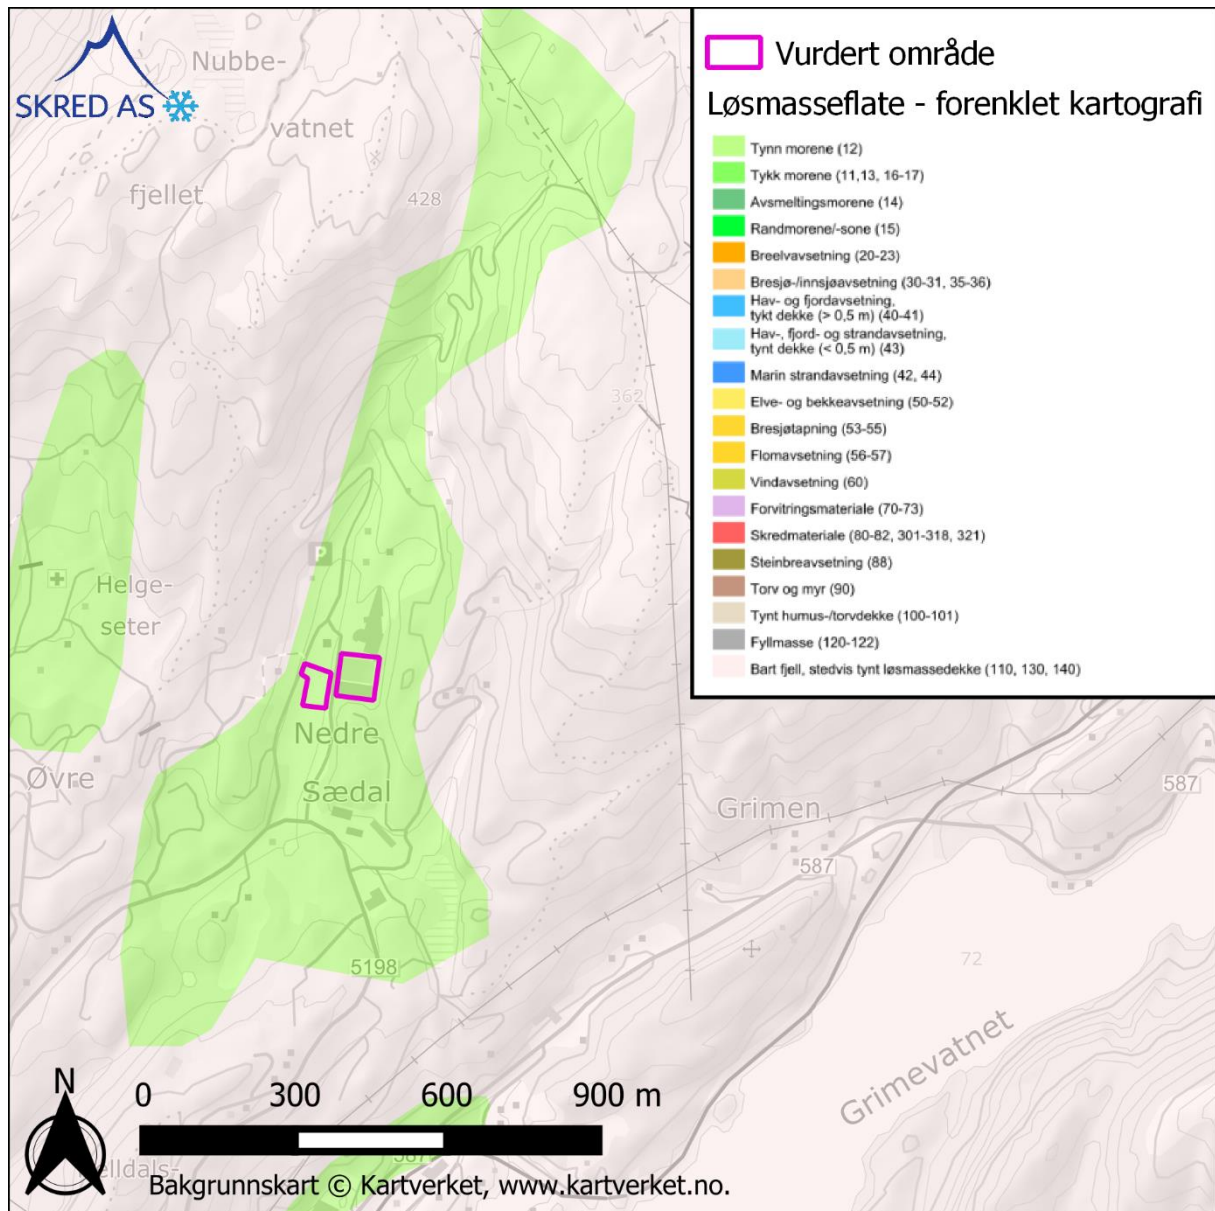 SKRED AS
Nubbe-
vatnet
fjellet
428
362
P
Helge-
seter
Nedre
Sædal
Øvre
Grimen
587
587
5198
72
Grimevatnet
Vurdert område
Løsmasseflate - forenklet kartografi
Tynn morene (12)
Tykk morene (11,13, 16-17)
Avsmeltingsmorene (14)
Randmorene/-sone (15)
Breelvavsetning (20-23)
Bresjø-/innsjøavsetning (30-31, 35-36)
Hav- og fjordavsetning,
tykt dekke (> 0,5 m) (40-41)
Hav-, fjord- og strandavsetning,
tynt dekke (< 0,5 m) (43)
Marin strandavsetning (42, 44)
Elve- og bekkeavsetning (50-52)
Bresjøtapning (53-55)
Flomavsetning (56-57)
Vindavsetning (60)
Forvitringsmateriale (70-73)
Skredmateriale (80-82, 301-318, 321)
Steinbreavsetning (88)
Torv og myr (90)
Tynt humus-/torvdekke (100-101)
Fyllmasse (120-122)
Bart fjell, stedvis tynt løsmassedekke (110, 130, 140)
N
0 300 600 900 m
Bakgrunnskart © Kartverket, www.kartverket.no.